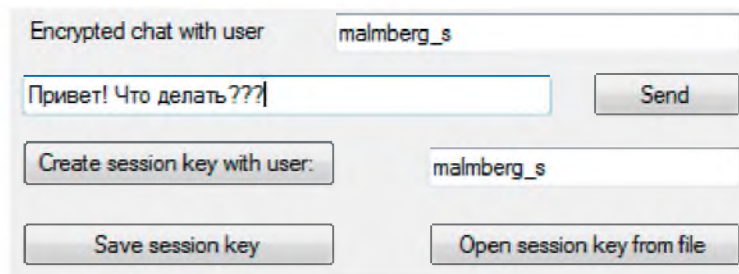 Encrypted chat with user malmberg_s
Привет! Что делать??? Send
Create session key with user: malmberg_s
Save session key Open session key from file